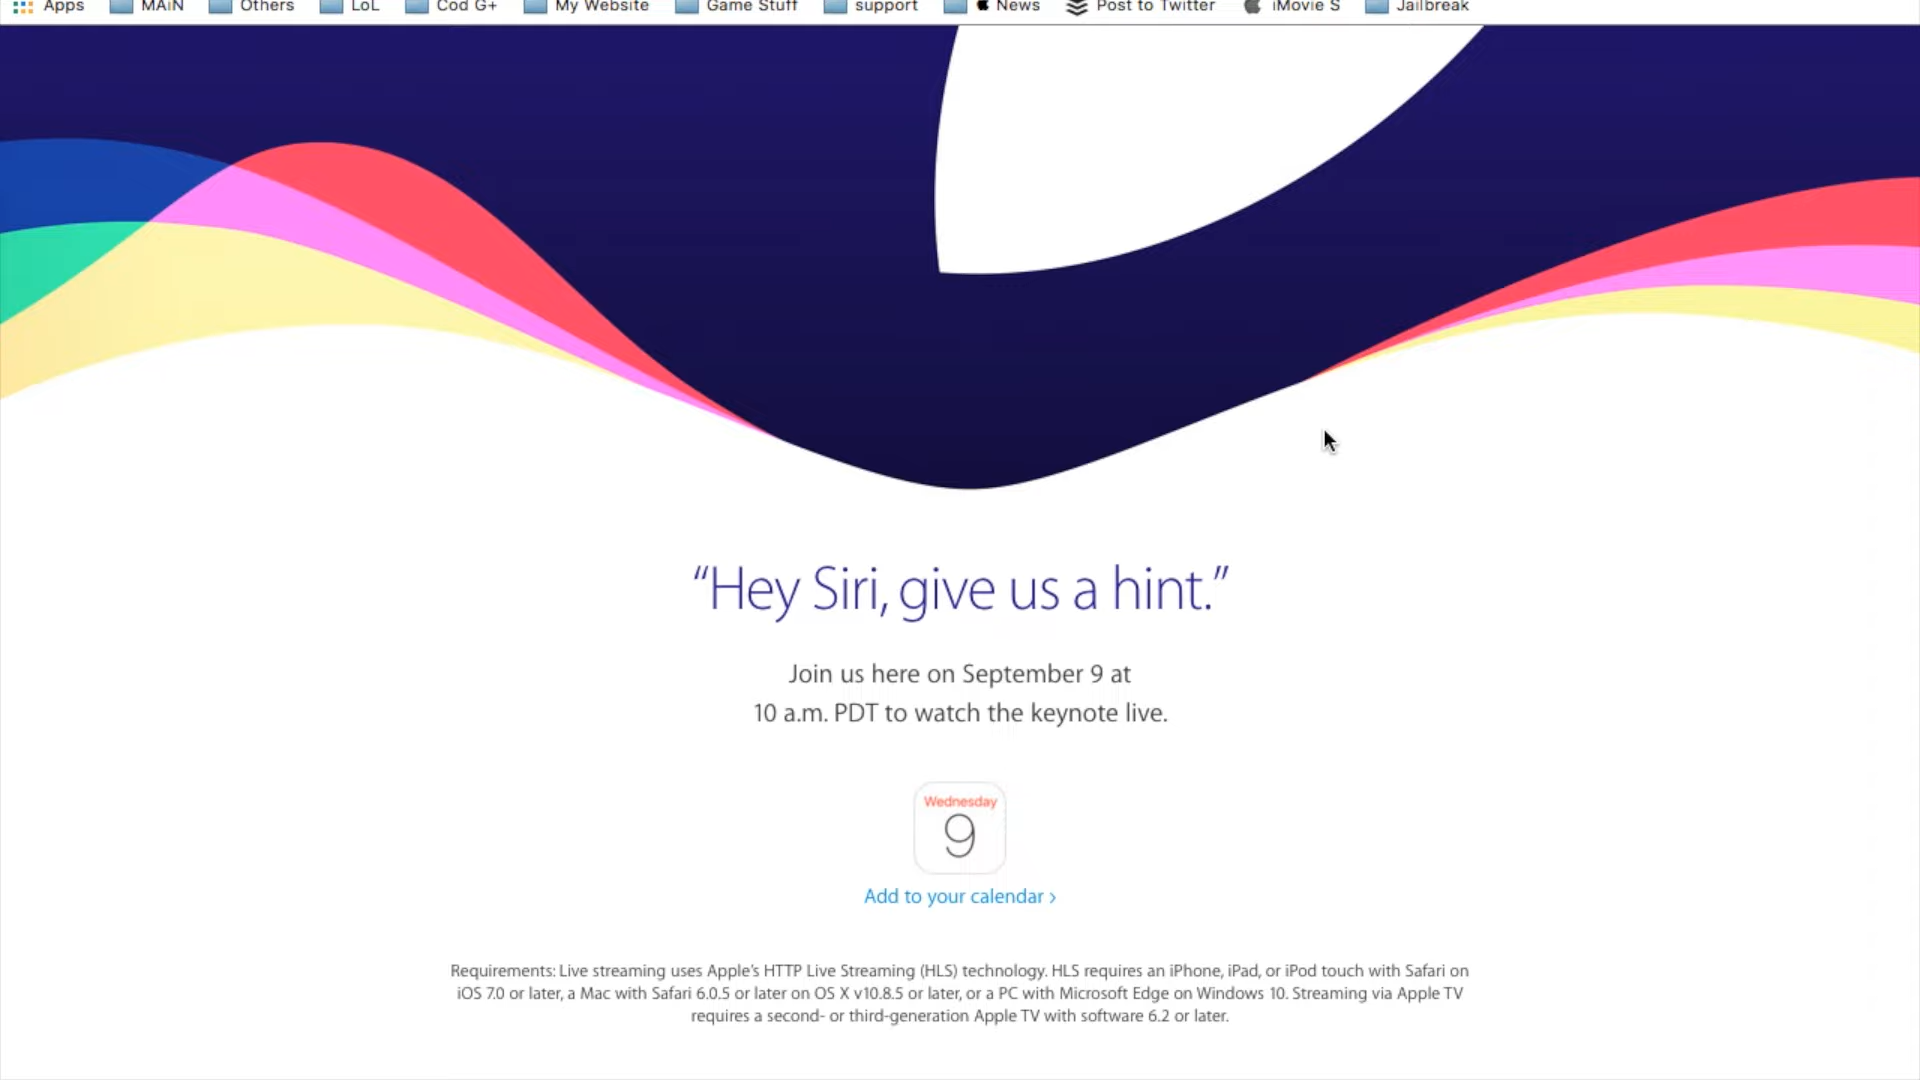 Apps MAiN Others LoL Cod G+ My Website Game Stuff support News Post to Twitter iMovie S Jailbreak
“Hey Siri, give us a hint.”
Join us here on September 9 at
10 a.m. PDT to watch the keynote live.
Wednesday
9
Add to your calendar ›
Requirements: Live streaming uses Apple’s HTTP Live Streaming (HLS) technology. HLS requires an iPhone, iPad, or iPod touch with Safari on
iOS 7.0 or later, a Mac with Safari 6.0.5 or later on OS X v10.8.5 or later, or a PC with Microsoft Edge on Windows 10. Streaming via Apple TV
requires a second- or third-generation Apple TV with software 6.2 or later.